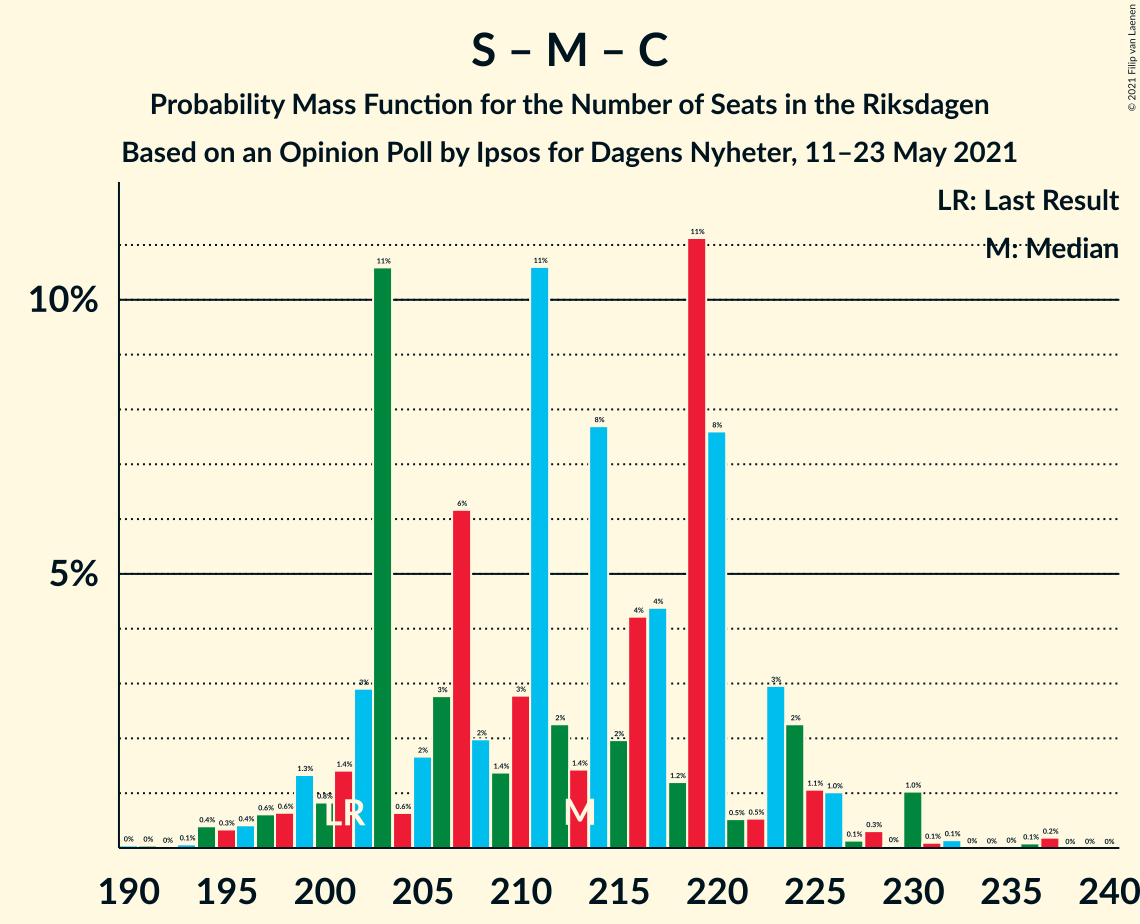 S – M – C
Probability Mass Function for the Number of Seats in the Riksdagen
Based on an Opinion Poll by Ipsos for Dagens Nyheter, 11–23 May 2021
© 2021 Filip van Laenen
LR: Last Result
M: Median
10%
5%
0% 0% 0% 0.1% 0.4% 0.3% 0.4% 0.6% 0.6% 1.3% 0.8% 1.4% 3% 11% 0.6% 2% 3% 6% 2% 1.4% 3% 11% 2% 1.4% 8% 2% 4% 4% 1.2% 11% 8% 0.5% 0.5% 3% 2% 1.1% 1.0% 0.1% 0.3% 0% 1.0% 0.1% 0.1% 0% 0% 0% 0.1% 0.2% 0% 0% 0%
LR M
190 195 200 205 210 215 220 225 230 235 240